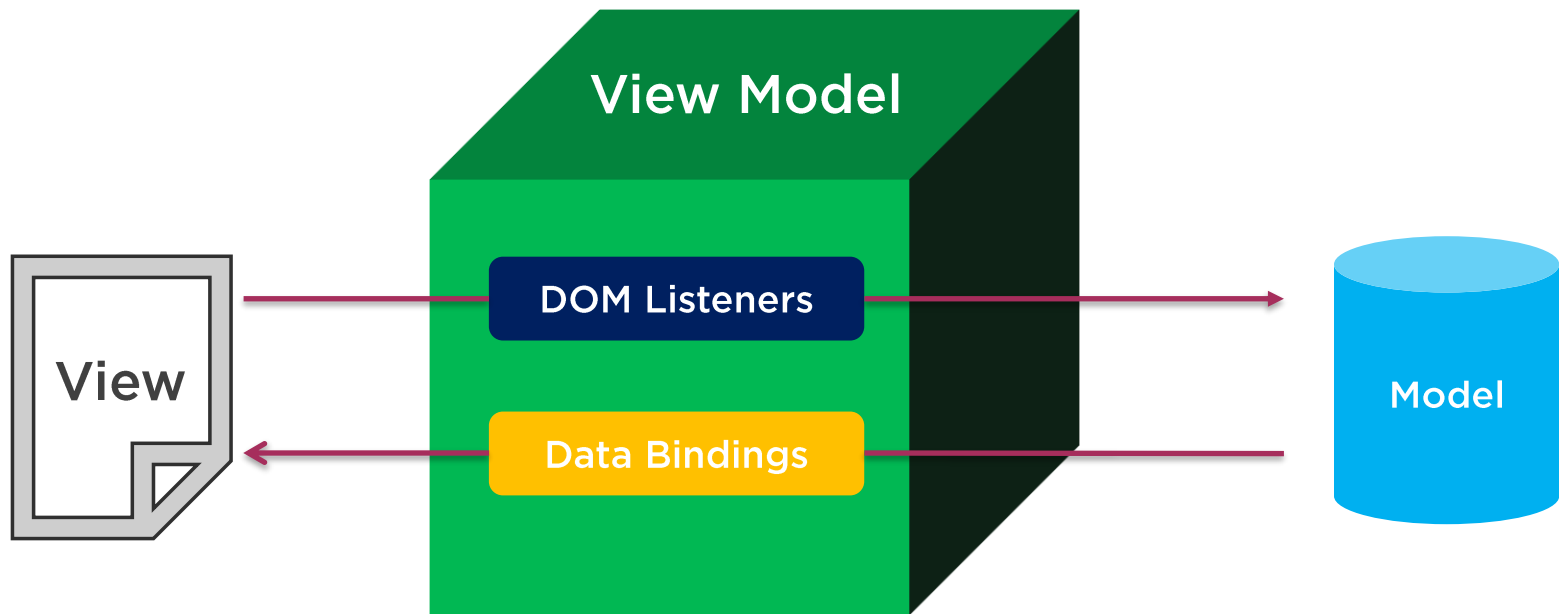 View Model
DOM Listeners
View
Model
Data Bindings